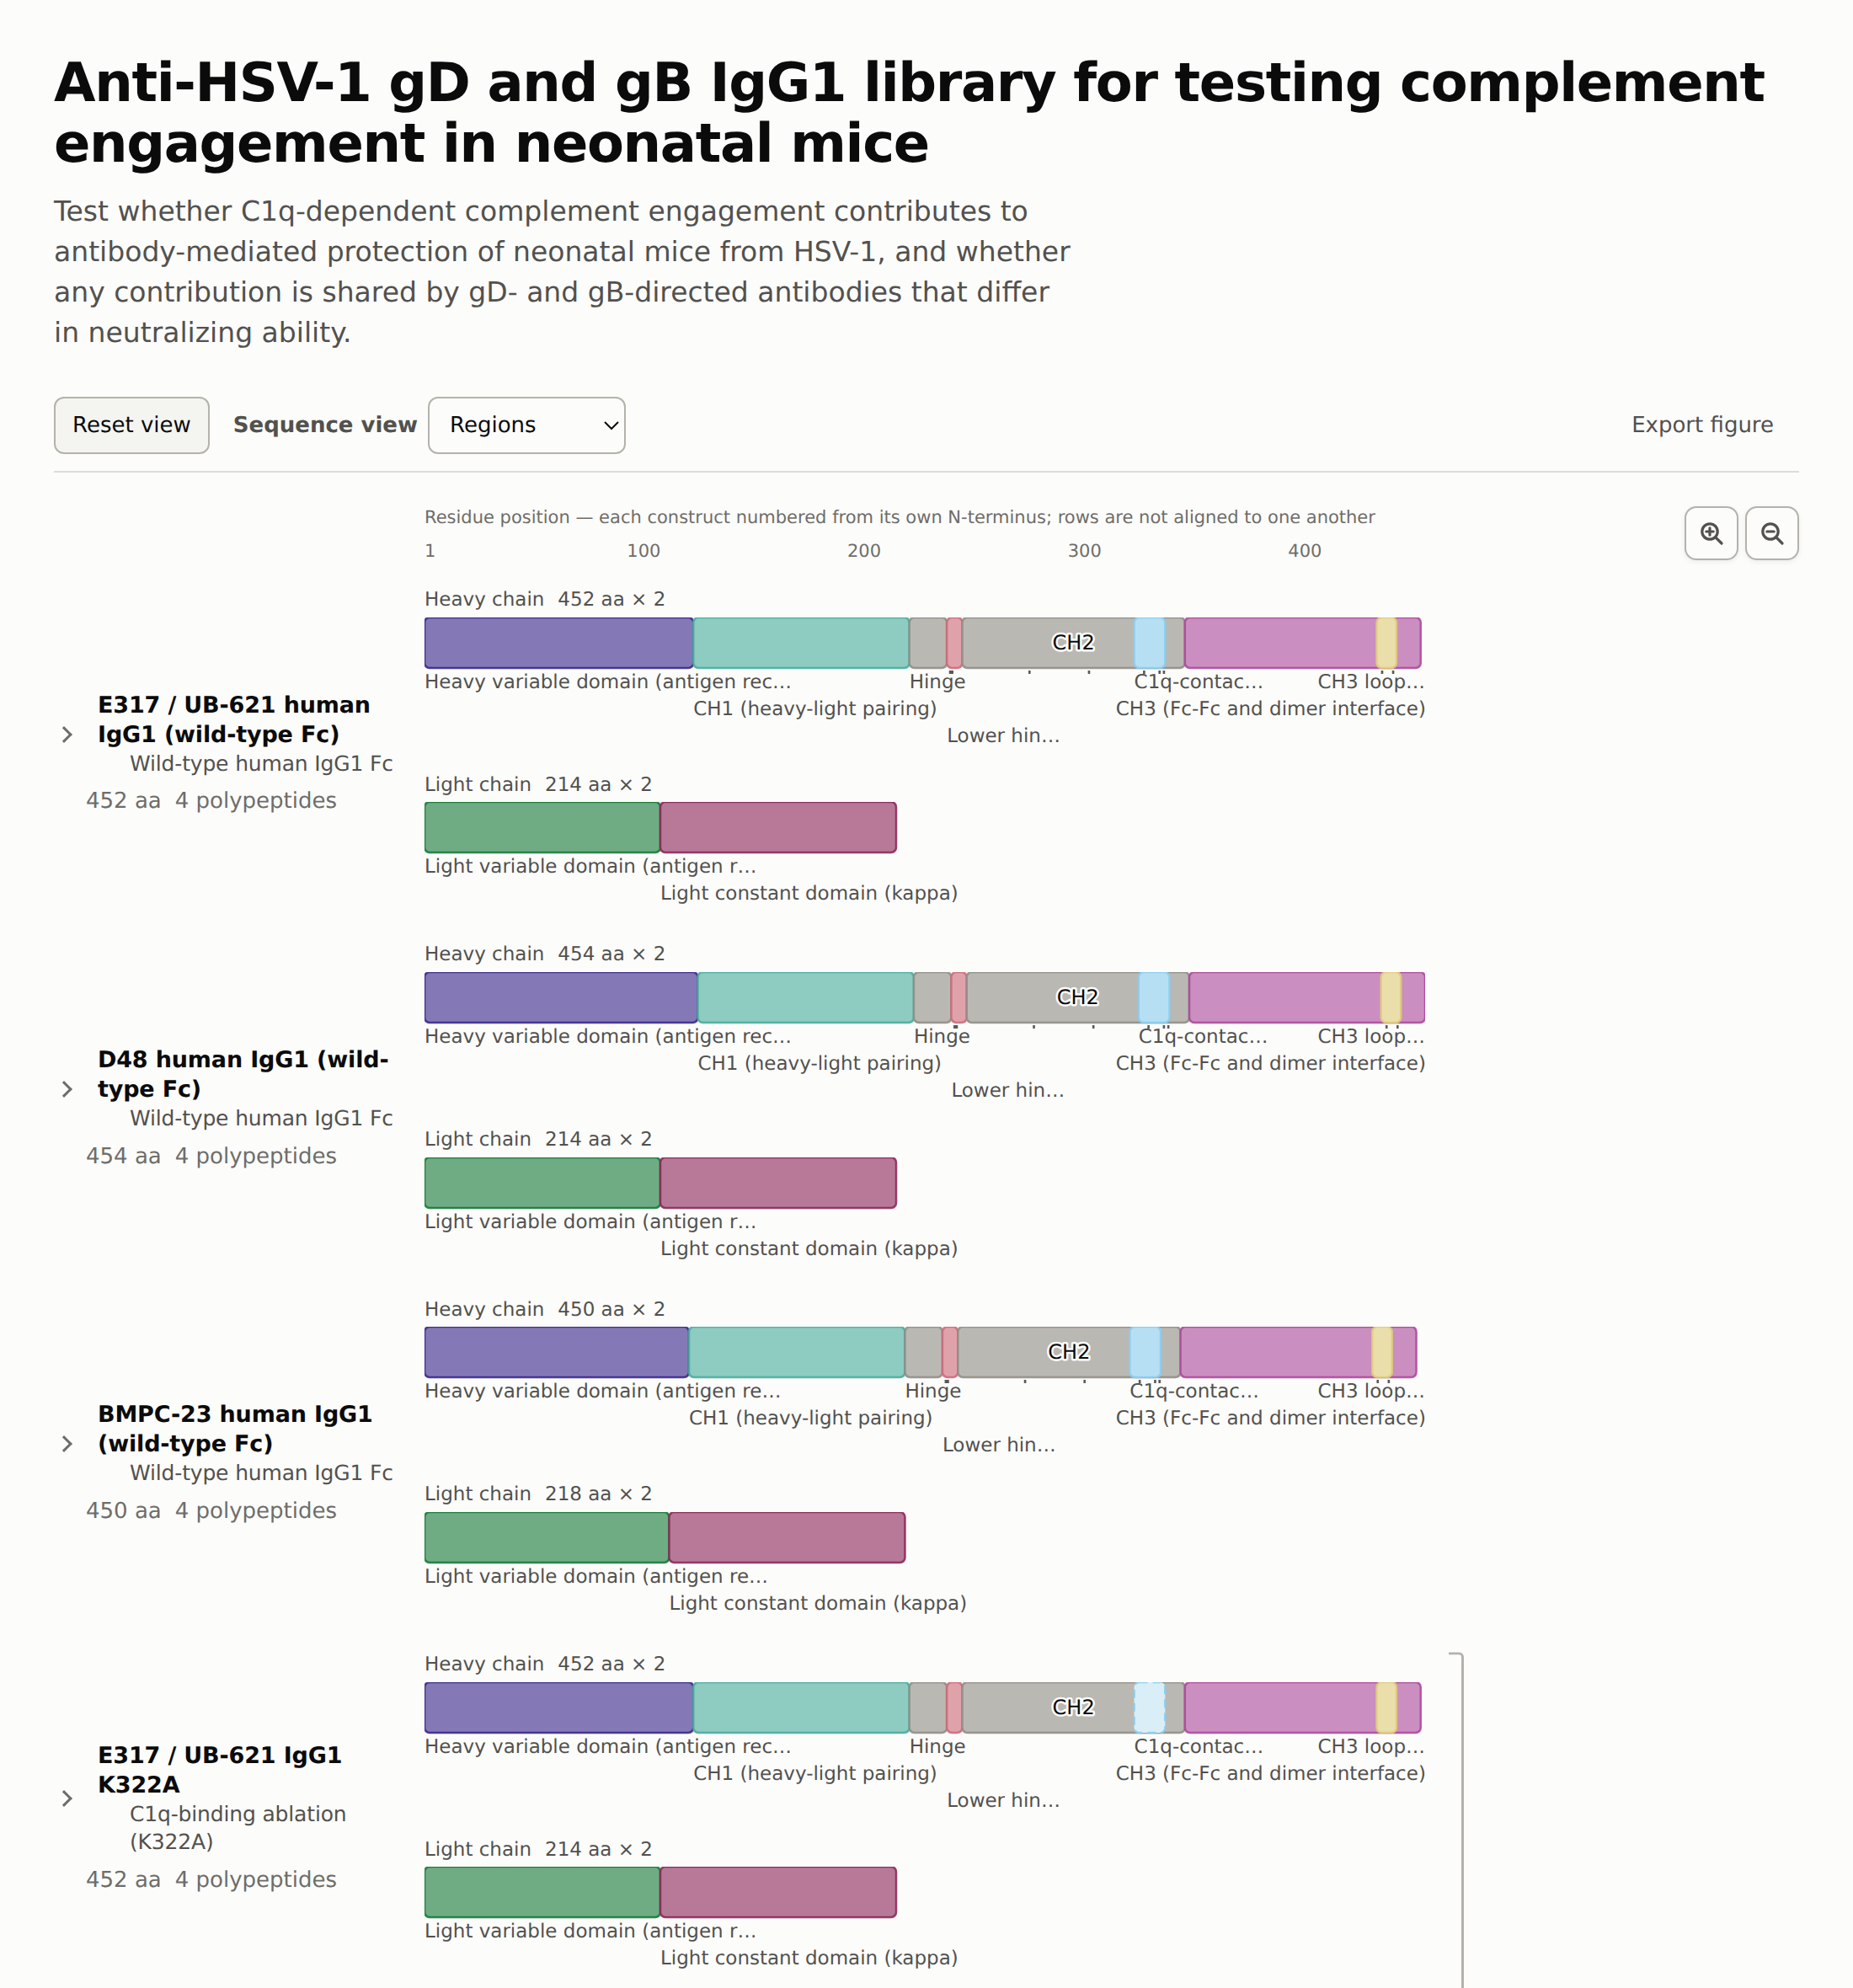 Anti-HSV-1 gD and gB IgG1 library for testing complement
engagement in neonatal mice
Test whether C1q-dependent complement engagement contributes to
antibody-mediated protection of neonatal mice from HSV-1, and whether
any contribution is shared by gD- and gB-directed antibodies that differ
in neutralizing ability.
Reset view Sequence view Regions Export figure
Residue position — each construct numbered from its own N-terminus; rows are not aligned to one another
1 100 200 300 400
E317 / UB-621 human
IgG1 (wild-type Fc)
Wild-type human IgG1 Fc
452 aa 4 polypeptides
Heavy chain 452 aa × 2
CH2
Heavy variable domain (antigen rec… Hinge C1q-contac… CH3 loop…
CH1 (heavy-light pairing) CH3 (Fc-Fc and dimer interface)
Lower hin…
Light chain 214 aa × 2
Light variable domain (antigen r…
Light constant domain (kappa)
D48 human IgG1 (wild-
type Fc)
Wild-type human IgG1 Fc
454 aa 4 polypeptides
Heavy chain 454 aa × 2
CH2
Heavy variable domain (antigen rec… Hinge C1q-contac… CH3 loop…
CH1 (heavy-light pairing) CH3 (Fc-Fc and dimer interface)
Lower hin…
Light chain 214 aa × 2
Light variable domain (antigen r…
Light constant domain (kappa)
BMPC-23 human IgG1
(wild-type Fc)
Wild-type human IgG1 Fc
450 aa 4 polypeptides
Heavy chain 450 aa × 2
CH2
Heavy variable domain (antigen re… Hinge C1q-contac… CH3 loop…
CH1 (heavy-light pairing) CH3 (Fc-Fc and dimer interface)
Lower hin…
Light chain 218 aa × 2
Light variable domain (antigen re…
Light constant domain (kappa)
E317 / UB-621 IgG1
K322A
C1q-binding ablation
(K322A)
452 aa 4 polypeptides
Heavy chain 452 aa × 2
CH2
Heavy variable domain (antigen rec… Hinge C1q-contac… CH3 loop…
CH1 (heavy-light pairing) CH3 (Fc-Fc and dimer interface)
Lower hin…
Light chain 214 aa × 2
Light variable domain (antigen r…
Light constant domain (kappa)